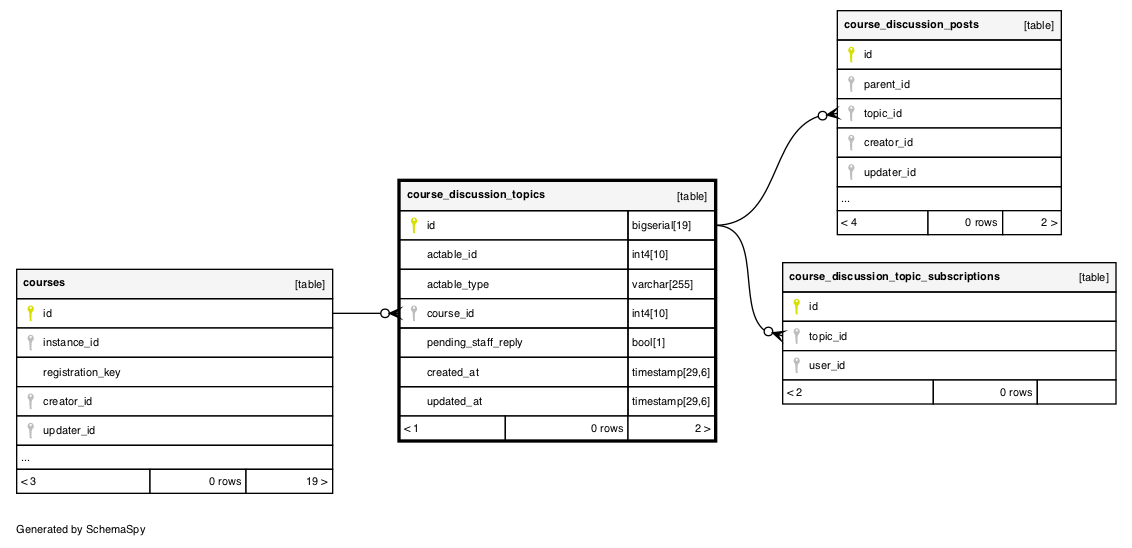 course_discussion_posts [table]
id
parent_id
topic_id
creator_id
updater_id
...
< 4 0 rows 2 >
course_discussion_topics [table]
id bigserial[19]
actable_id int4[10]
actable_type varchar[255]
course_id int4[10]
pending_staff_reply bool[1]
created_at timestamp[29,6]
updated_at timestamp[29,6]
< 1 0 rows 2 >
course_discussion_topic_subscriptions [table]
id
topic_id
user_id
< 2 0 rows
courses [table]
id
instance_id
registration_key
creator_id
updater_id
...
< 3 0 rows 19 >
Generated by SchemaSpy